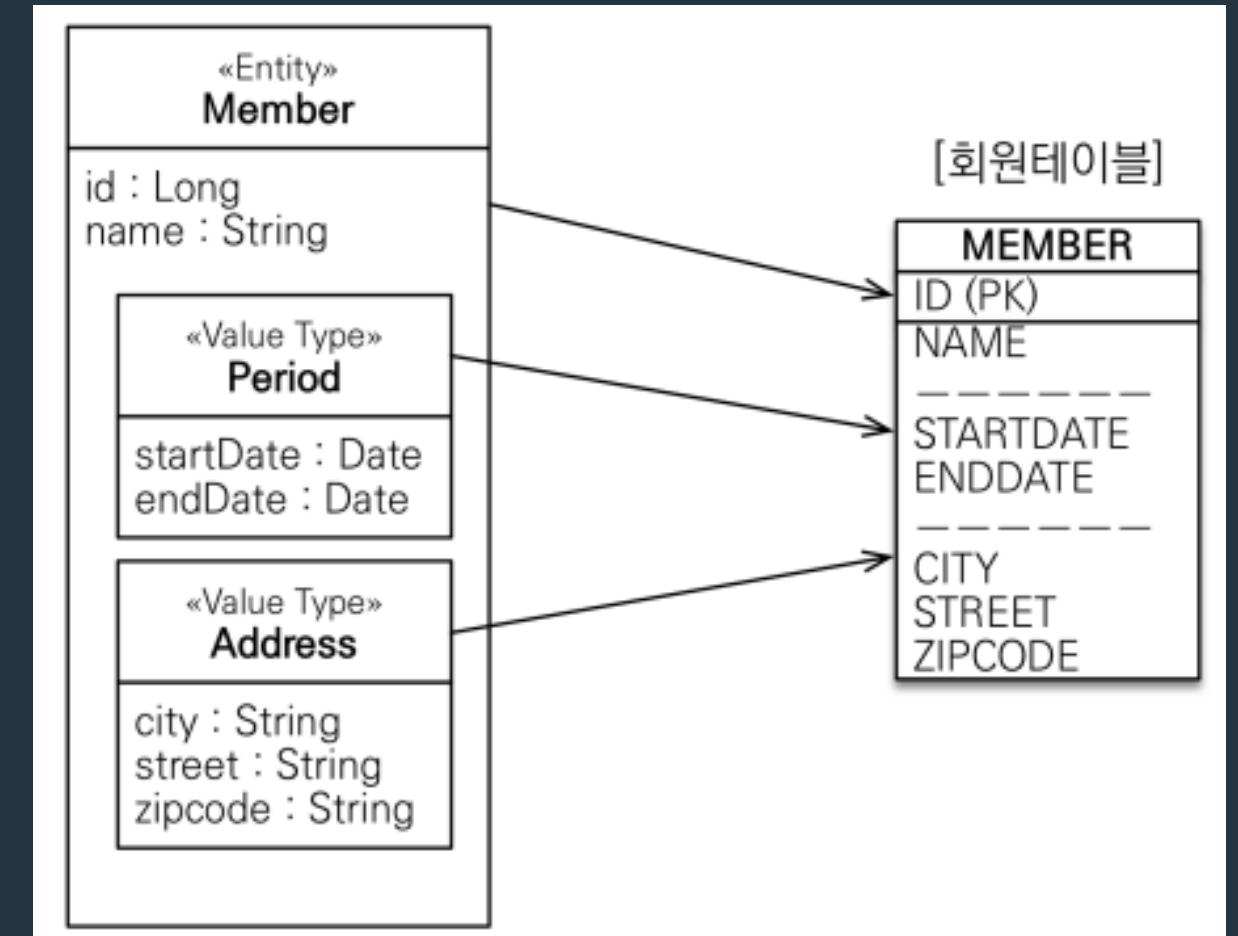 «Entity»
Member
id : Long
name : String
«Value Type»
Period
startDate : Date
endDate : Date
«Value Type»
Address
city : String
street : String
zipcode : String
[회원테이블]
MEMBER
ID (PK)
NAME
STARTDATE
ENDDATE
CITY
STREET
ZIPCODE